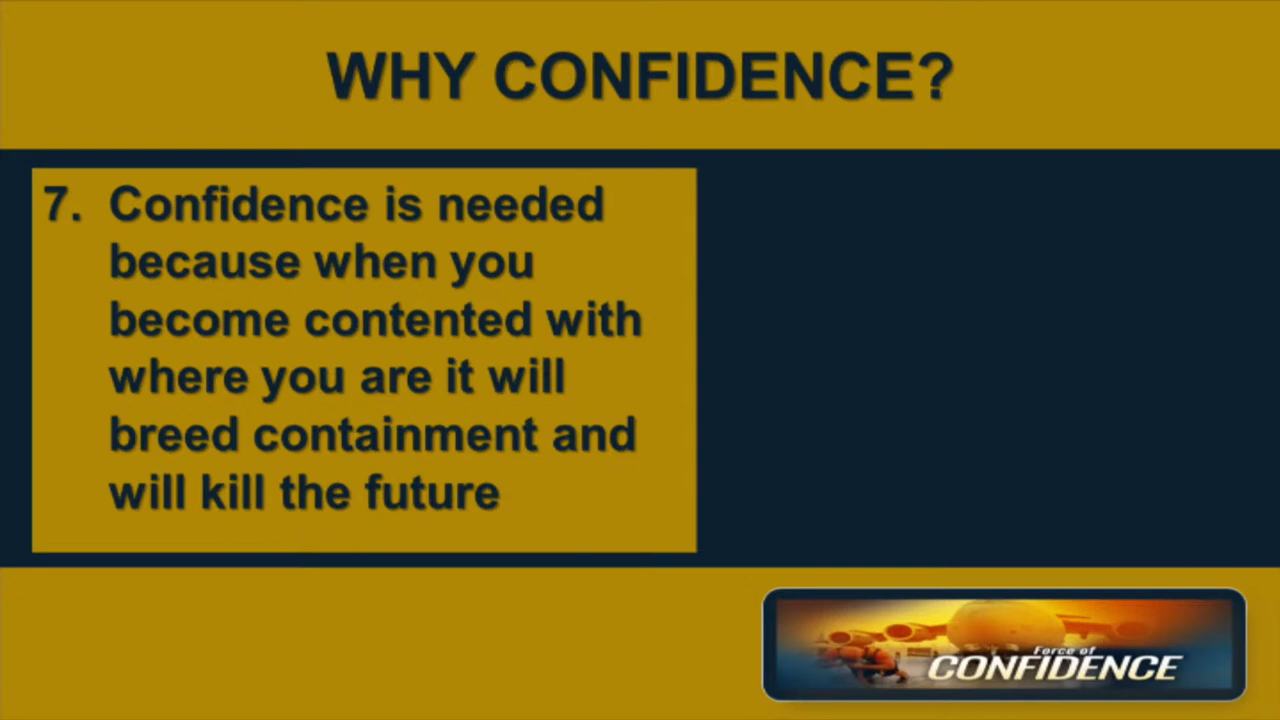 WHY CONFIDENCE?
7. Confidence is needed
because when you
become contented with
where you are it will
breed containment and
will kill the future
Force of
CONFIDENCE